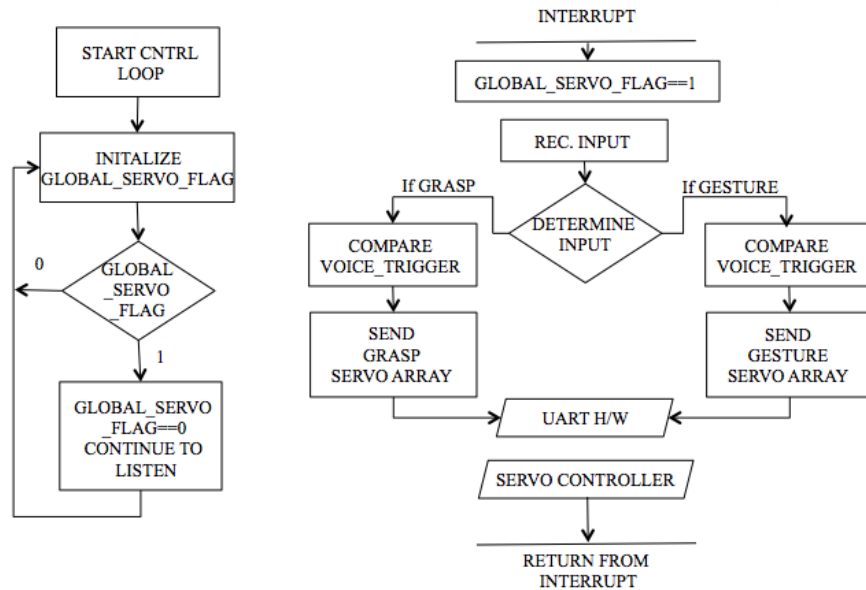 START CNTRL
LOOP
INITALIZE
GLOBAL_SERVO_FLAG
0
GLOBAL
_SERVO
_FLAG
1
GLOBAL_SERVO
_FLAG==0
CONTINUE TO
LISTEN
INTERRUPT
GLOBAL_SERVO_FLAG==1
REC. INPUT
If GRASP
DETERMINE
INPUT
If GESTURE
COMPARE
VOICE_TRIGGER
COMPARE
VOICE_TRIGGER
SEND
GRASP
SERVO ARRAY
SEND
GESTURE
SERVO ARRAY
UART H/W
SERVO CONTROLLER
RETURN FROM
INTERRUPT